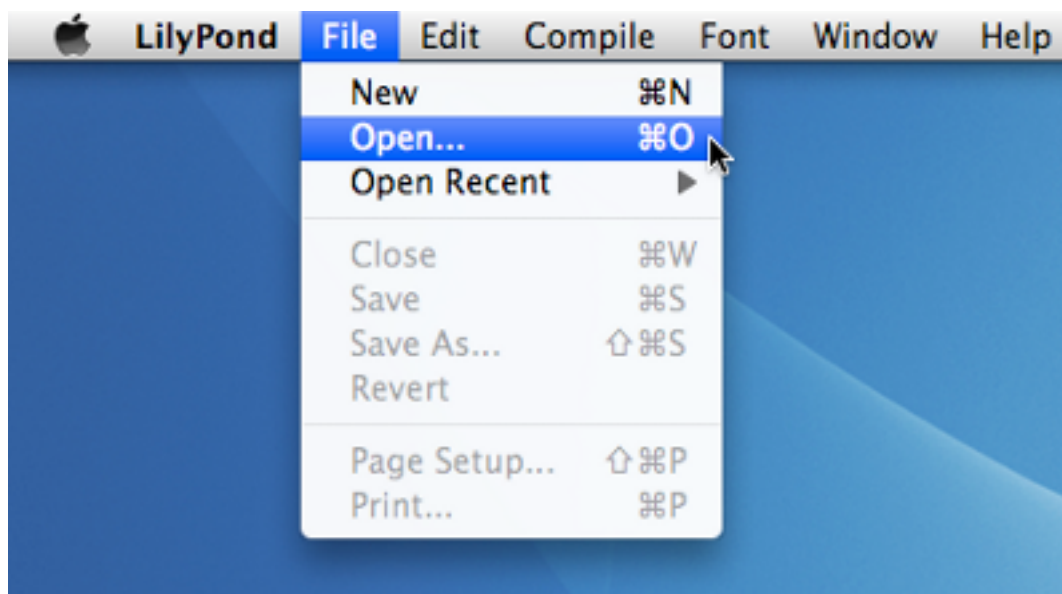 LilyPond File Edit Compile Font Window Help
New ⌘N
Open... ⌘O
Open Recent ▶
Close ⌘W
Save ⌘S
Save As... ⇧⌘S
Revert
Page Setup... ⇧⌘P
Print... ⌘P